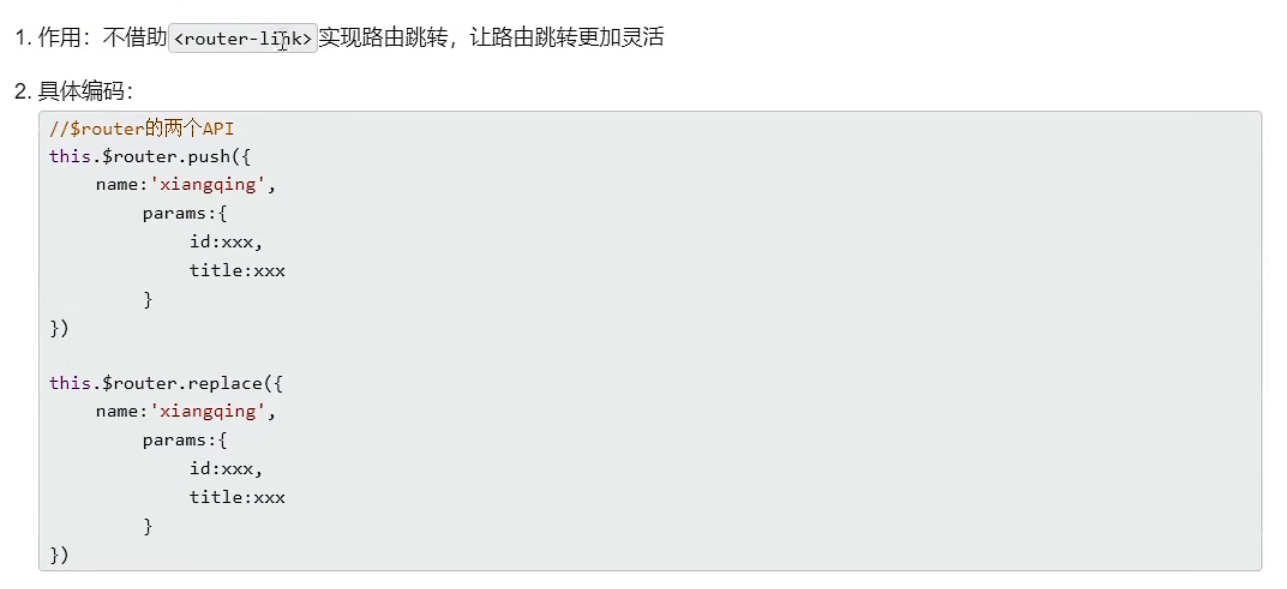 1. 作用：不借助<router-link>实现路由跳转，让路由跳转更加灵活
2. 具体编码：
//$router的两个API
this.$router.push({
    name:'xiangqing',
        params:{
            id:xxx,
            title:xxx
        }
})
this.$router.replace({
    name:'xiangqing',
        params:{
            id:xxx,
            title:xxx
        }
})